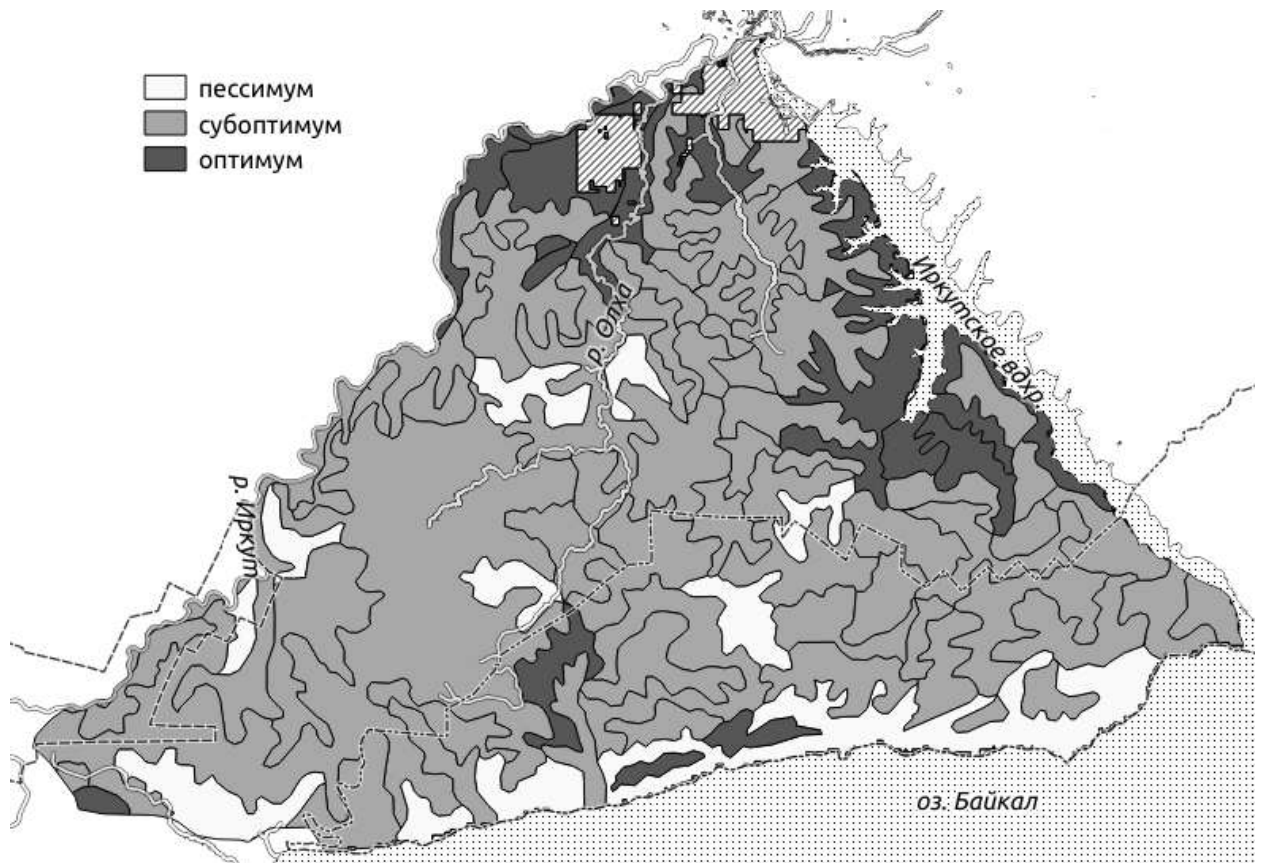 пессимум
субоптимум
оптимум
Иркутское вдхр.
р. Олха
р. Иркут
оз. Байкал